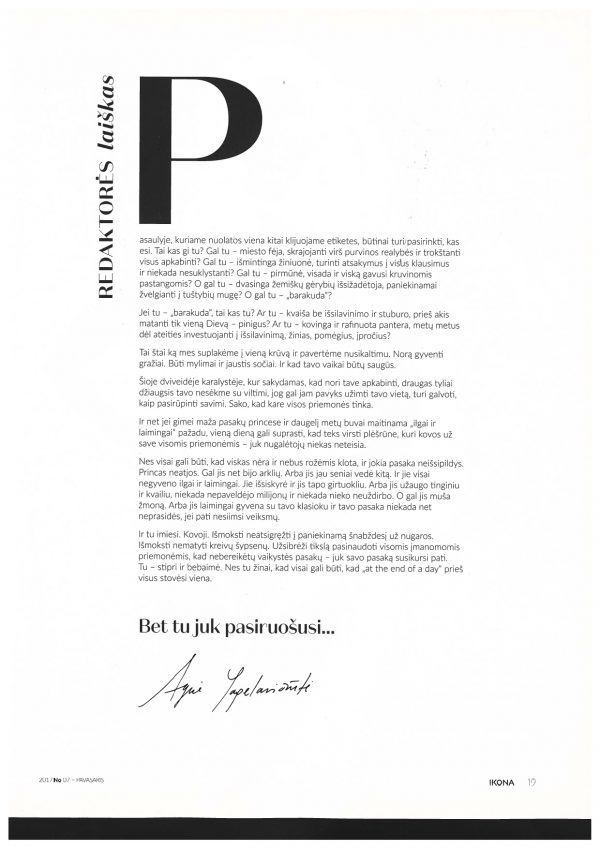 REDAKTORĖS laiškas
P
asaulyje, kuriame nuolatos viena kitai klijuojame etiketes, būtinai turi pasirinkti, kas
esi. Tai kas gi tu? Gal tu – miesto fėja, skrajojanti virš purvinos realybės ir trokštanti
visus apkabinti? Gal tu – išmintinga žiniuonė, turinti atsakymus į visus klausimus
ir niekada nesuklystanti? Gal tu – pirmūnė, visada ir viską gavusi kruvinomis
pastangomis? O gal tu – dvasinga žemiškų gėrybių išsižadėtoja, paniekinamai
žvelgianti į tuštybių mugę? O gal tu – „barakuda“?
Jei tu – „barakuda“, tai kas tu? Ar tu – kvaiša be išsilavinimo ir stuburo, prieš akis
matanti tik vieną Dievą – pinigus? Ar tu – kovinga ir rafinuota pantera, metų metus
dėl ateities investuojanti į išsilavinimą, žinias, pomėgius, įpročius?
Tai štai ką mes suplakėme į vieną krūvą ir pavertėme nusikaltimu. Norą gyventi
gražiai. Būti mylimai ir jaustis sočiai. Ir kad tavo vaikai būtų saugūs.
Šioje dviveidėje karalystėje, kur sakydamas, kad nori tave apkabinti, draugas tyliai
džiaugsis tavo nesėkme su viltimi, jog gal jam pavyks užimti tavo vietą, turi galvoti,
kaip pasirūpinti savimi. Sako, kad kare visos priemonės tinka.
Ir net jei gimei maža pasakų princese ir daugelį metų buvai maitinama „ilgai ir
laimingai“ pažadu, vieną dieną gali suprasti, kad teks virsti plėšrūne, kuri kovos už
save visomis priemonėmis – juk nugalėtojų niekas neteisia.
Nes visai gali būti, kad viskas nėra ir nebus rožėmis klota, ir jokia pasaka neišsipildys.
Princas neatjos. Gal jis net bijo arklių. Arba jis jau seniai vedė kitą. Ir jie visai
negyveno ilgai ir laimingai. Jie išsiskyrė ir jis tapo girtuokliu. Arba jis užaugo tinginiu
ir kvailiu, niekada nepaveldėjo milijonų ir niekada nieko neuždirbo. O gal jis muša
žmoną. Arba jis laimingai gyvena su tavo klasioku ir tavo pasaka niekada net
neprasidės, jei pati nesiimsi veiksmų.
Ir tu imiesi. Kovoji. Išmoksti neatsigręžti į paniekinamą šnabždesį už nugaros.
Išmoksti nematyti kreivų šypsenų. Užsibrėži tikslą pasinaudoti visomis įmanomomis
priemonėmis, kad nebereikėtų vaikystės pasakų – juk savo pasaką susikursi pati.
Tu – stipri ir bebaimė. Nes tu žinai, kad visai gali būti, kad „at the end of a day“ prieš
visus stovėsi viena.
Bet tu juk pasiruošusi...
2017/No 07 – PAVASARIS
IKONA 19